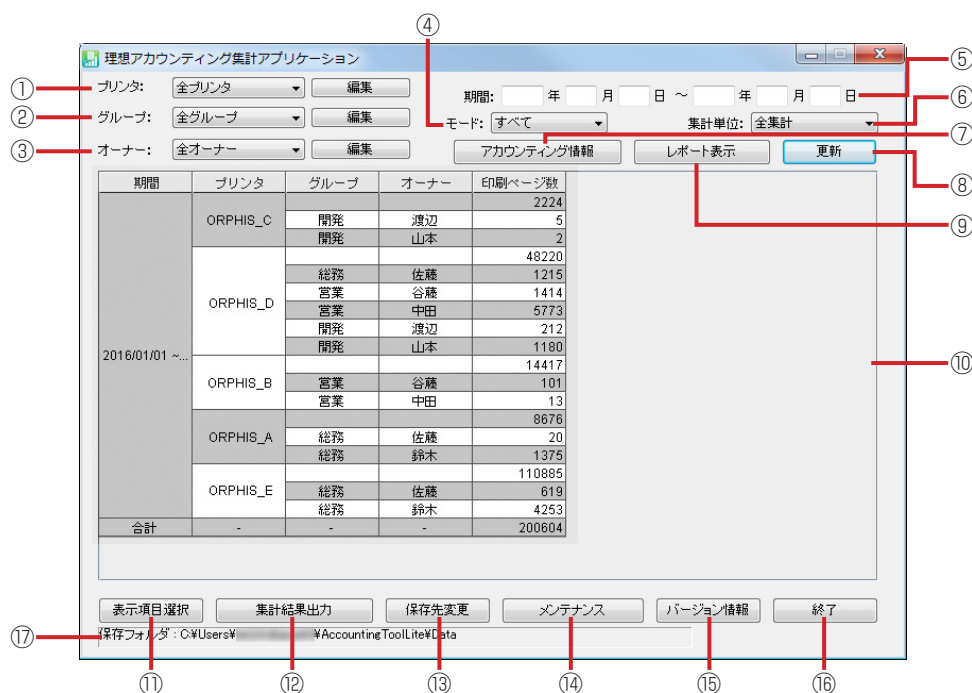 ④
理想アカウンティング集計アプリケーション
① プリンタ: 全プリンタ 編集
期間: 年 月 日 ~ 年 月 日 ⑤
② グループ: 全グループ 編集
モード: すべて 集計単位: 全集計 ⑥
③ オーナー: 全オーナー 編集
アカウンティング情報 レポート表示 更新
⑦
⑧
⑨
⑩
期間 プリンタ グループ オーナー 印刷ページ数
2016/01/01 ~...
ORPHIS_C 2224
開発 渡辺 5
開発 山本 2
ORPHIS_D 48220
総務 佐藤 1215
営業 谷藤 1414
営業 中田 5773
開発 渡辺 212
開発 山本 1180
ORPHIS_B 14417
営業 谷藤 101
営業 中田 13
ORPHIS_A 8676
総務 佐藤 20
総務 鈴木 1375
ORPHIS_E 110885
総務 佐藤 619
総務 鈴木 4253
合計 - - - 200604
表示項目選択 集計結果出力 保存先変更 メンテナンス バージョン情報 終了
⑰ 保存フォルダ : C:¥Users¥ ¥AccountingToolLite¥Data
⑪ ⑫ ⑬ ⑭ ⑮ ⑯